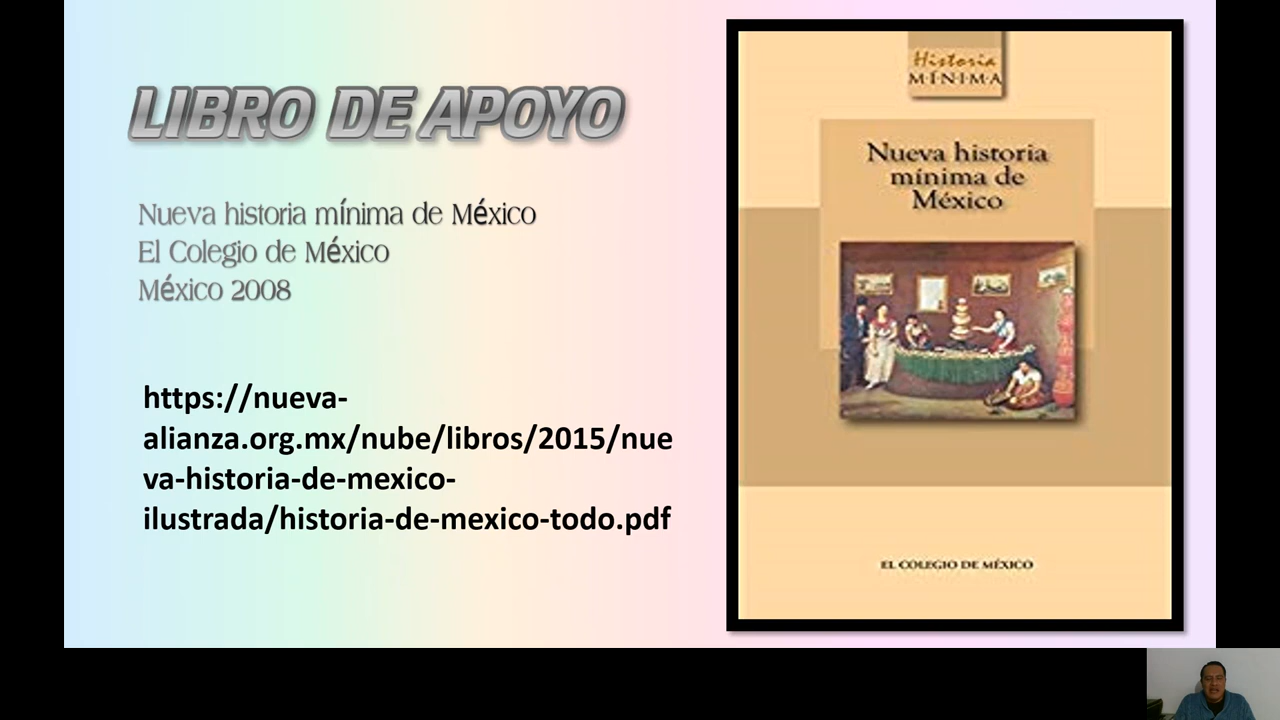 LIBRO DE APOYO
Nueva historia mínima de México
El Colegio de México
México 2008
https://nueva-
alianza.org.mx/nube/libros/2015/nue
va-historia-de-mexico-
ilustrada/historia-de-mexico-todo.pdf
Historia
MÍNIMA
Nueva historia
mínima de
México
EL COLEGIO DE MÉXICO